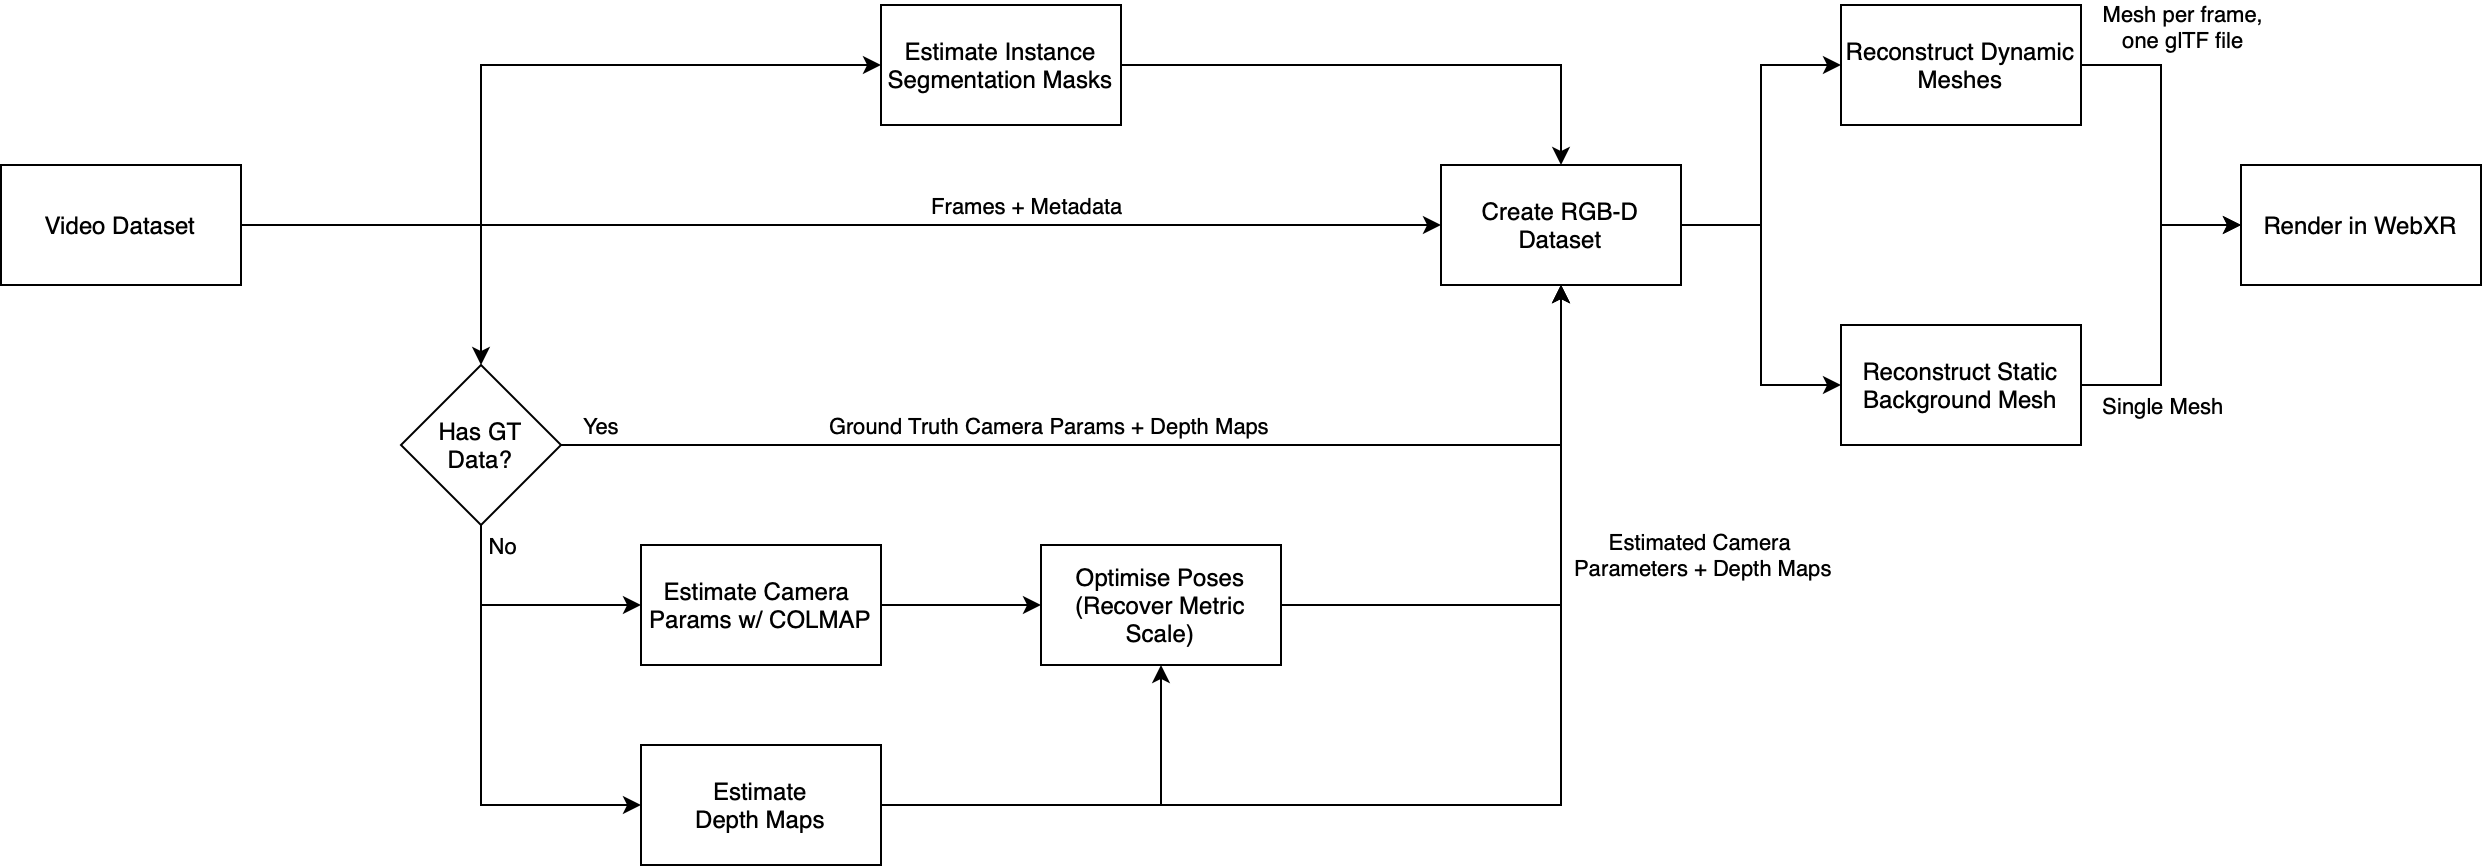 Estimate Instance
Segmentation Masks
Reconstruct Dynamic
Meshes
Mesh per frame,
one glTF file
Video Dataset
Frames + Metadata
Create RGB-D
Dataset
Render in WebXR
Has GT
Data?
Yes
Ground Truth Camera Params + Depth Maps
Reconstruct Static
Background Mesh
Single Mesh
No
Estimate Camera
Params w/ COLMAP
Optimise Poses
(Recover Metric
Scale)
Estimated Camera
Parameters + Depth Maps
Estimate
Depth Maps